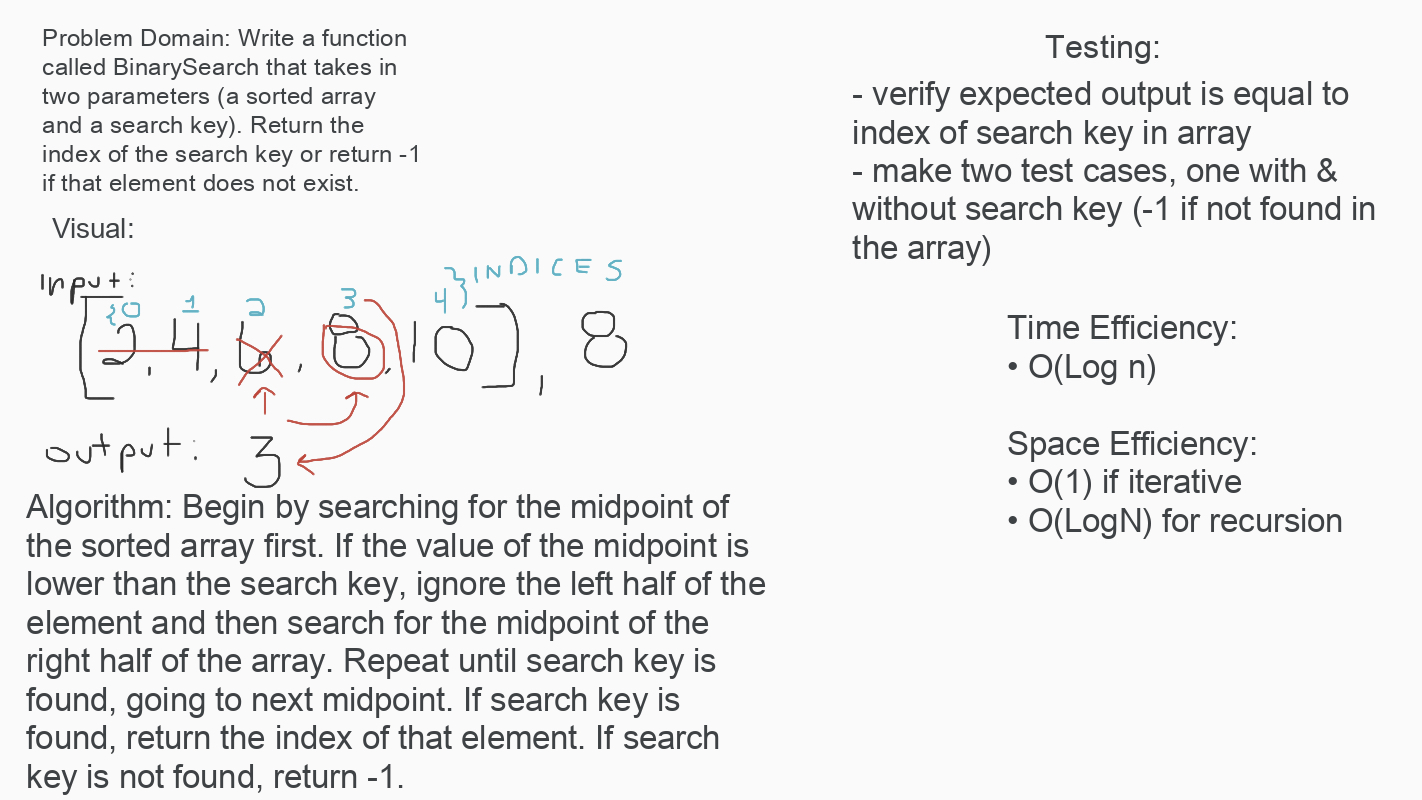 Problem Domain: Write a function
called BinarySearch that takes in
two parameters (a sorted array
and a search key). Return the
index of the search key or return -1
if that element does not exist.
Visual:
Input:
} INDICES
{0 1 2 3 4}
[2, 4, 6, 8, 10], 8
output: 3
Algorithm: Begin by searching for the midpoint of
the sorted array first. If the value of the midpoint is
lower than the search key, ignore the left half of the
element and then search for the midpoint of the
right half of the array. Repeat until search key is
found, going to next midpoint. If search key is
found, return the index of that element. If search
key is not found, return -1.
Testing:
- verify expected output is equal to
index of search key in array
- make two test cases, one with &
without search key (-1 if not found in
the array)
Time Efficiency:
• O(Log n)
Space Efficiency:
• O(1) if iterative
• O(LogN) for recursion